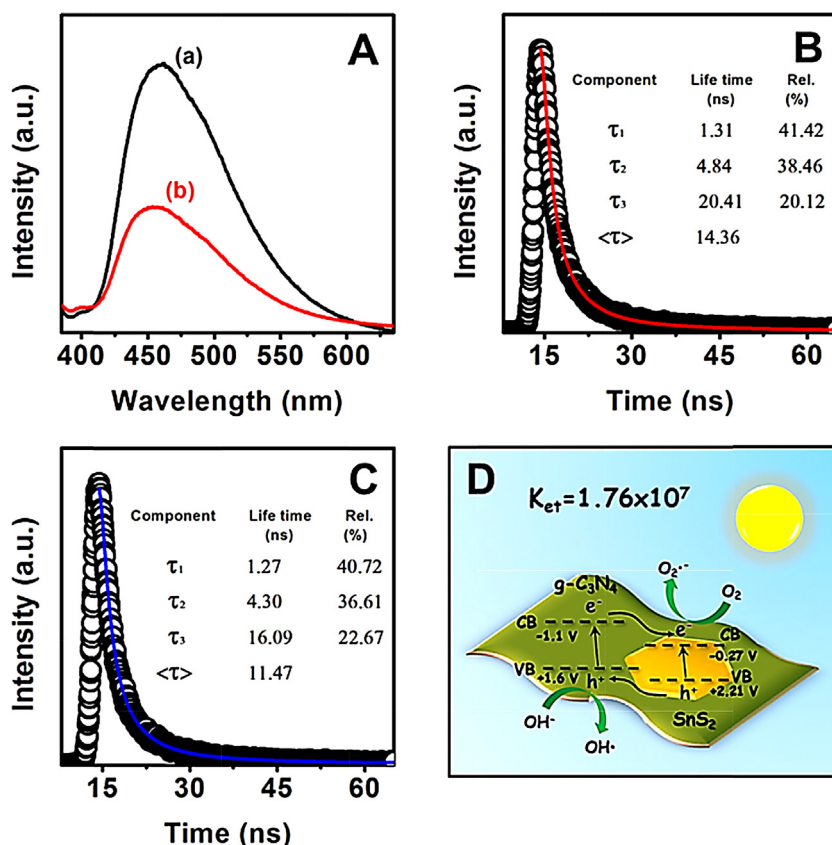 A
(a)
(b)
Intensity (a.u.)
400 450 500 550 600
Wavelength (nm)
B
Component Life time (ns) Rel. (%)
τ₁ 1.31 41.42
τ₂ 4.84 38.46
τ₃ 20.41 20.12
<τ> 14.36
Intensity (a.u.)
15 30 45 60
Time (ns)
C
Component Life time (ns) Rel. (%)
τ₁ 1.27 40.72
τ₂ 4.30 36.61
τ₃ 16.09 22.67
<τ> 11.47
Intensity (a.u.)
15 30 45 60
Time (ns)
D
Kₑₜ=1.76x10⁷
g-C₃N₄
O₂·⁻
O₂
e⁻
e⁻
CB
-1.1 V
CB
-0.27 V
VB
+1.6 V
h⁺
VB
h⁺
+2.21 V
OH⁻
OH·
SnS₂